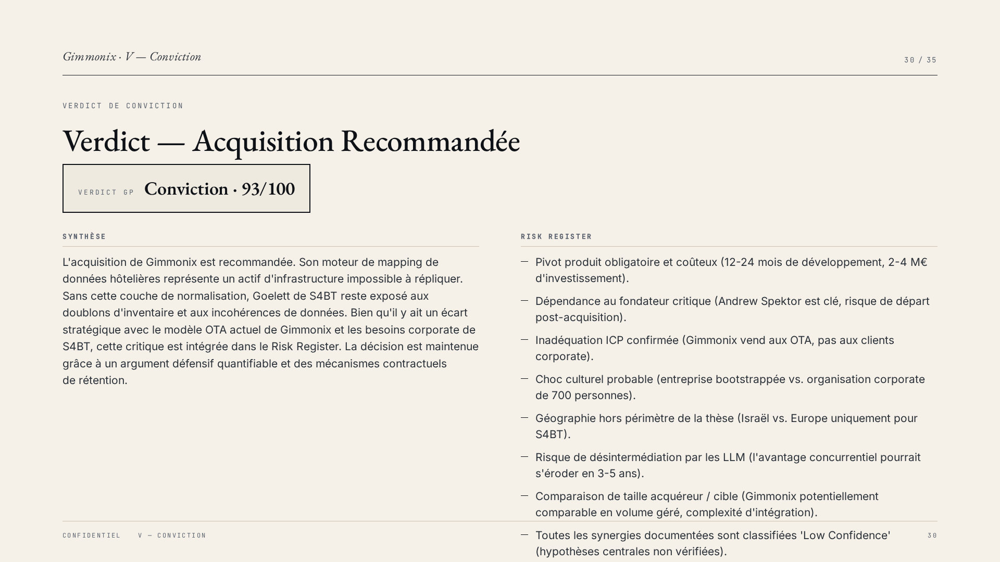 Gimmonix · V — Conviction
30 / 35
VERDICT DE CONVICTION
Verdict — Acquisition Recommandée
VERDICT GP Conviction · 93/100
SYNTHÈSE
L'acquisition de Gimmonix est recommandée. Son moteur de mapping de
données hôtelières représente un actif d'infrastructure impossible à répliquer.
Sans cette couche de normalisation, Goelett de S4BT reste exposé aux
doublons d'inventaire et aux incohérences de données. Bien qu'il y ait un écart
stratégique avec le modèle OTA actuel de Gimmonix et les besoins corporate de
S4BT, cette critique est intégrée dans le Risk Register. La décision est maintenue
grâce à un argument défensif quantifiable et des mécanismes contractuels
de rétention.
RISK REGISTER
— Pivot produit obligatoire et coûteux (12-24 mois de développement, 2-4 M€
d'investissement).
— Dépendance au fondateur critique (Andrew Spektor est clé, risque de départ
post-acquisition).
— Inadéquation ICP confirmée (Gimmonix vend aux OTA, pas aux clients
corporate).
— Choc culturel probable (entreprise bootstrappée vs. organisation corporate
de 700 personnes).
— Géographie hors périmètre de la thèse (Israël vs. Europe uniquement pour
S4BT).
— Risque de désintermédiation par les LLM (l'avantage concurrentiel pourrait
s'éroder en 3-5 ans).
— Comparaison de taille acquéreur / cible (Gimmonix potentiellement
comparable en volume géré, complexité d'intégration).
— Toutes les synergies documentées sont classifiées 'Low Confidence'
(hypothèses centrales non vérifiées).
CONFIDENTIEL V — CONVICTION
30